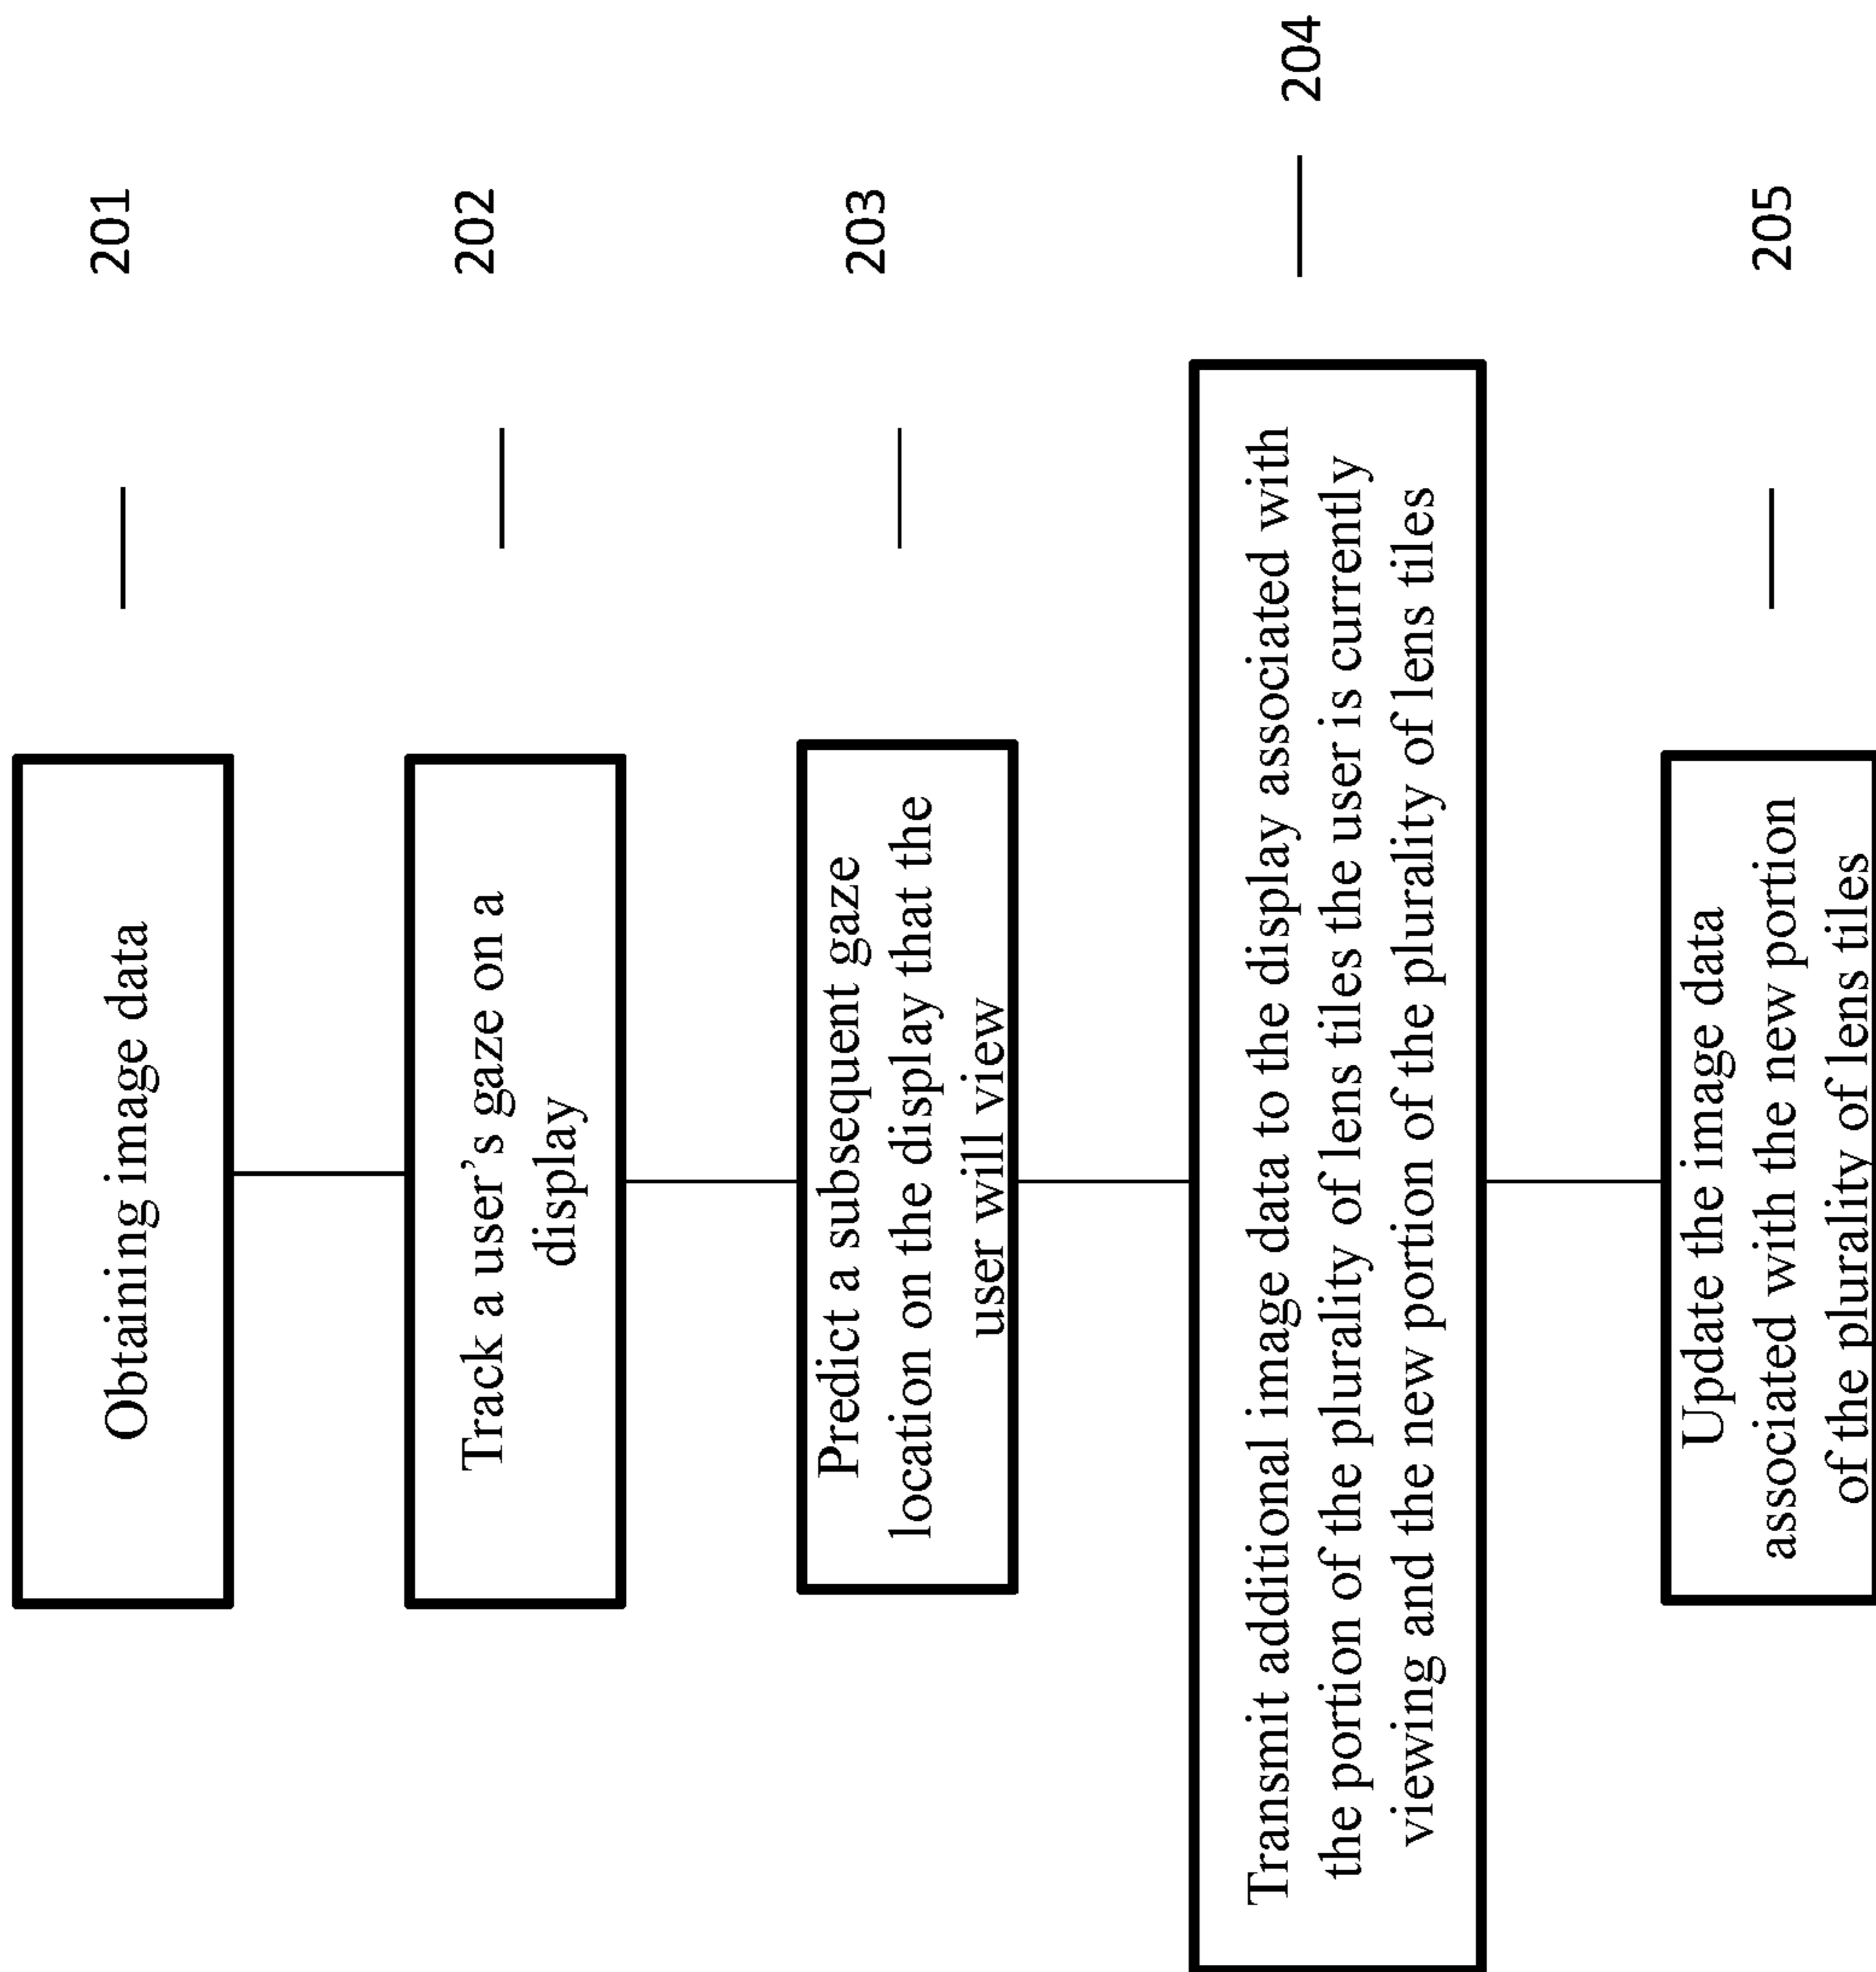 Obtaining image data
201
Track a user’s gaze on a
display
202
Predict a subsequent gaze
location on the display that the
user will view
203
Transmit additional image data to the display associated with
the portion of the plurality of lens tiles the user is currently
viewing and the new portion of the plurality of lens tiles
204
Update the image data
associated with the new portion
of the plurality of lens tiles
205